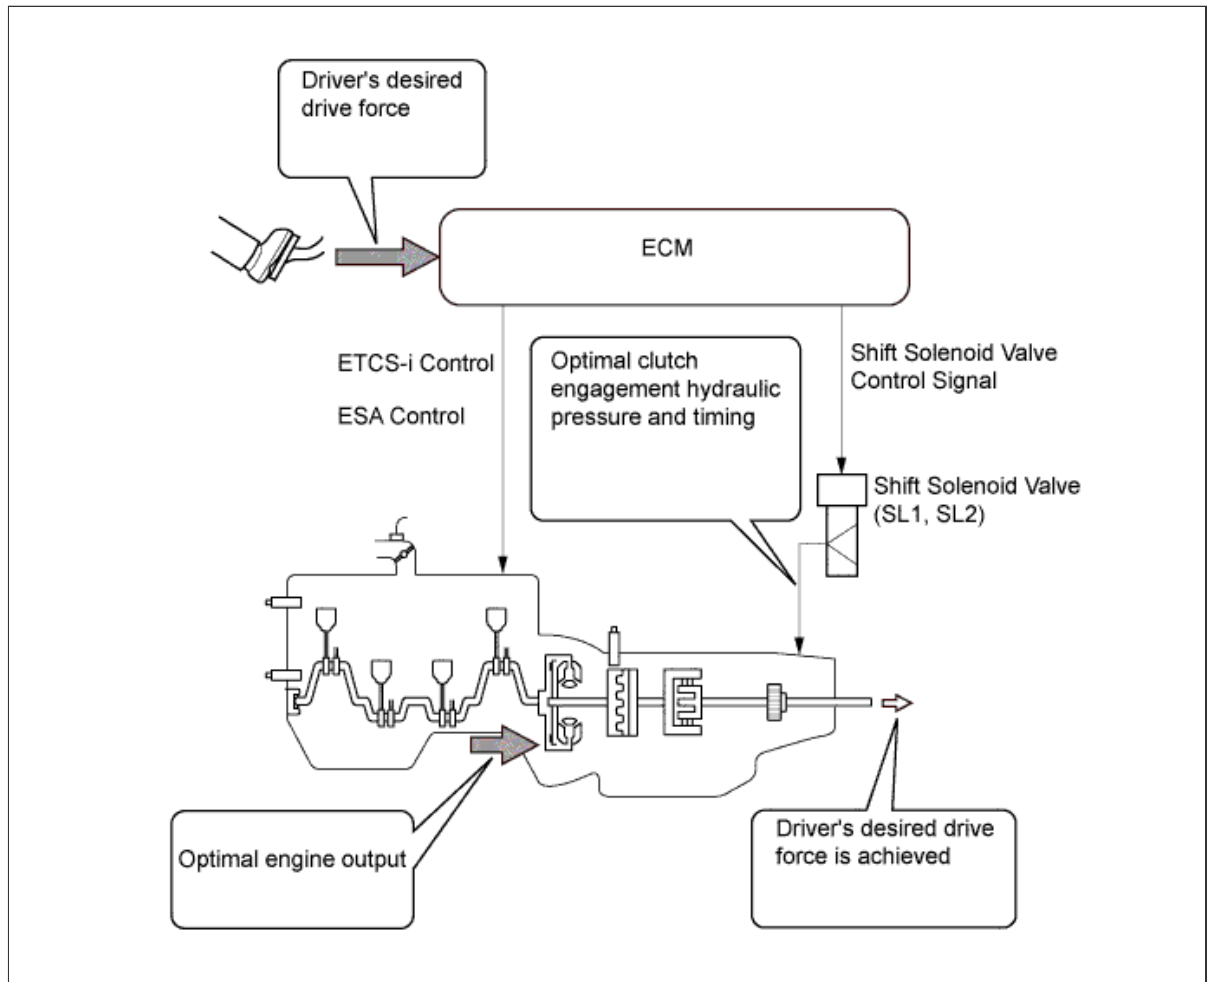 Driver's desired
drive force
ECM
ETCS-i Control
ESA Control
Optimal clutch
engagement hydraulic
pressure and timing
Shift Solenoid Valve
Control Signal
Shift Solenoid Valve
(SL1, SL2)
Optimal engine output
Driver's desired drive
force is achieved